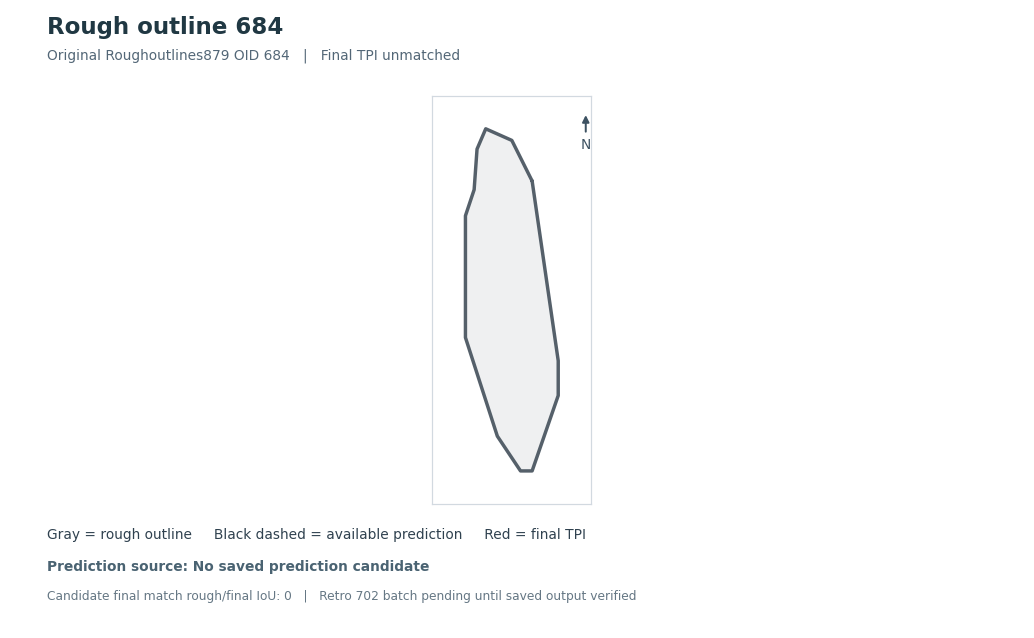 Rough outline 684
Original Roughoutlines879 OID 684   |   Final TPI unmatched
N
Gray = rough outline     Black dashed = available prediction     Red = final TPI
Prediction source: No saved prediction candidate
Candidate final match rough/final IoU: 0   |   Retro 702 batch pending until saved output verified